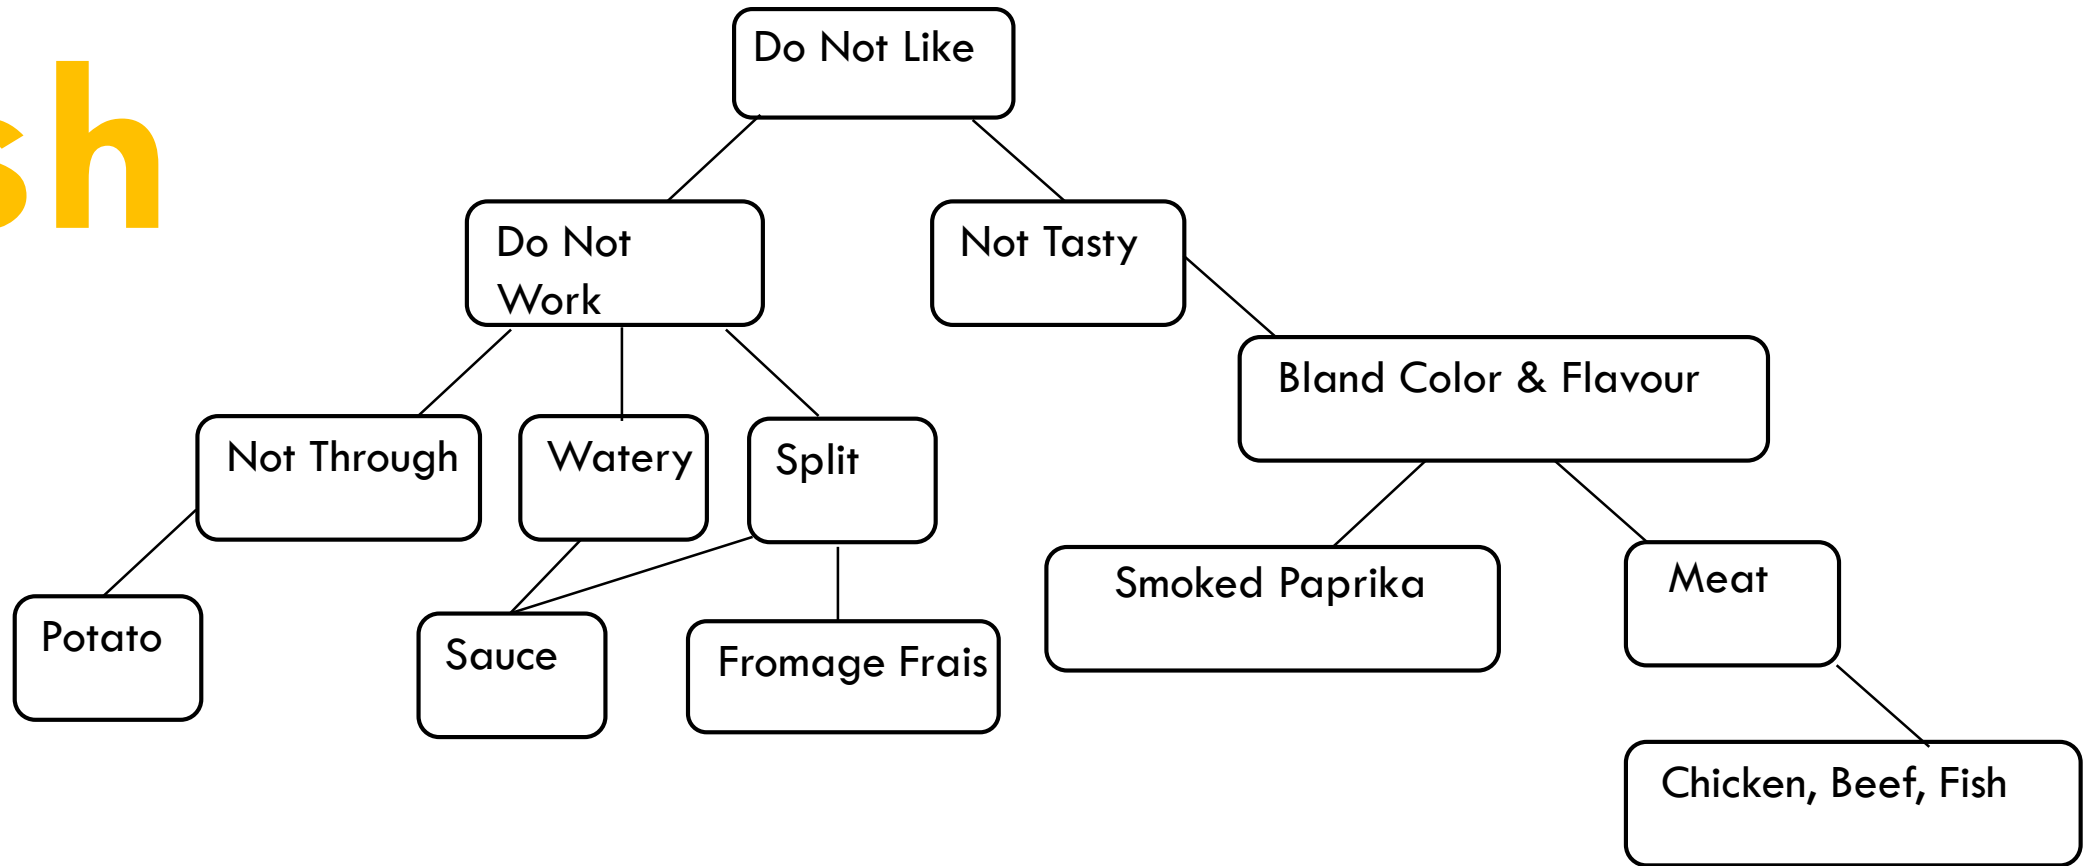 sh
Do Not Like
Do Not
Work
Not Tasty
Bland Color & Flavour
Not Through
Watery
Split
Smoked Paprika
Meat
Potato
Sauce
Fromage Frais
Chicken, Beef, Fish